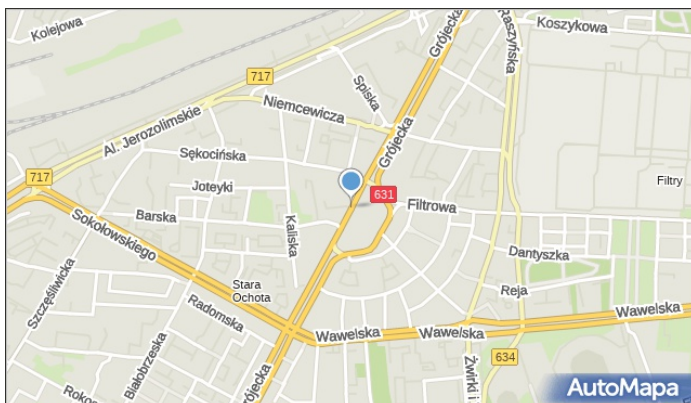 Kolejowa
Koszykowa
Grójecka
Raszyńska
717
Spiska
Niemcewicza
Al. Jerozolimskie
Grójecka
Sękocińska
717
Joteyki
631
Filtry
Filtrowa
Barska
Sokołowskiego
Kaliska
Dantyszka
Szczęśliwicka
Stara
Ochota
Reja
Radomska
Wawelska
Wawelska
Wawelska
Białobrzeska
634
Żwirki i
Grójecka
AutoMapa